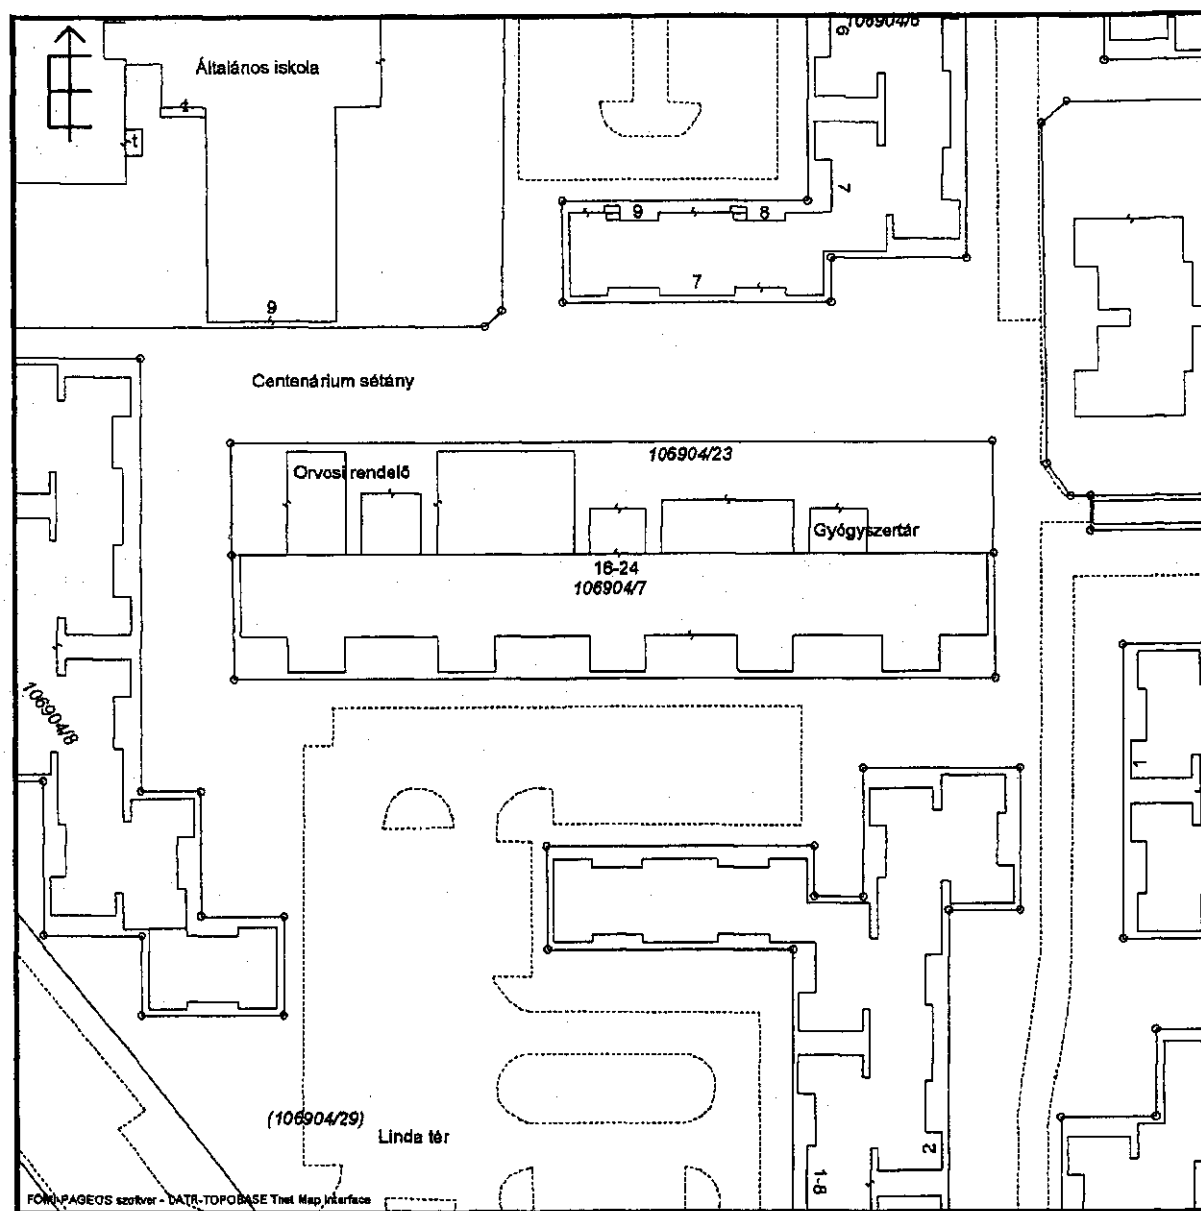 Általános iskola
4
t
9
6
106904/6
7
9
8
7
Centenárium sétány
106904/23
Orvosi rendelő
Gyógyszertár
16-24
106904/7
106904/8
1
(106904/29)
Linda tér
2
1-8
FÖMI-PAGEOS szoftver - DATR-TOPOBASE Tnet Map Interface